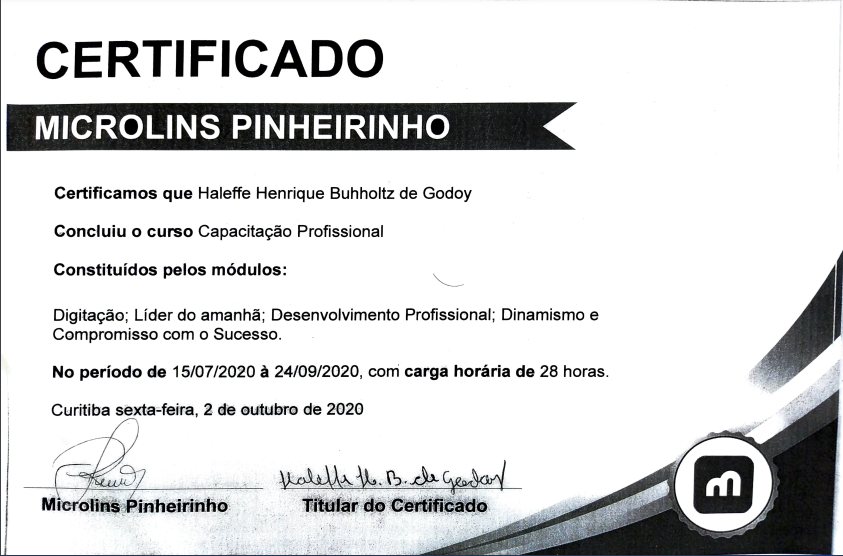 CERTIFICADO
MICROLINS PINHEIRINHO
Certificamos que Haleffe Henrique Buhholtz de Godoy
Concluiu o curso Capacitação Profissional
Constituídos pelos módulos:
Digitação; Líder do amanhã; Desenvolvimento Profissional; Dinamismo e
Compromisso com o Sucesso.
No período de 15/07/2020 à 24/09/2020, com carga horária de 28 horas.
Curitiba sexta-feira, 2 de outubro de 2020
Haleffe H. B. de Godoy
Microlins Pinheirinho
Titular do Certificado
m